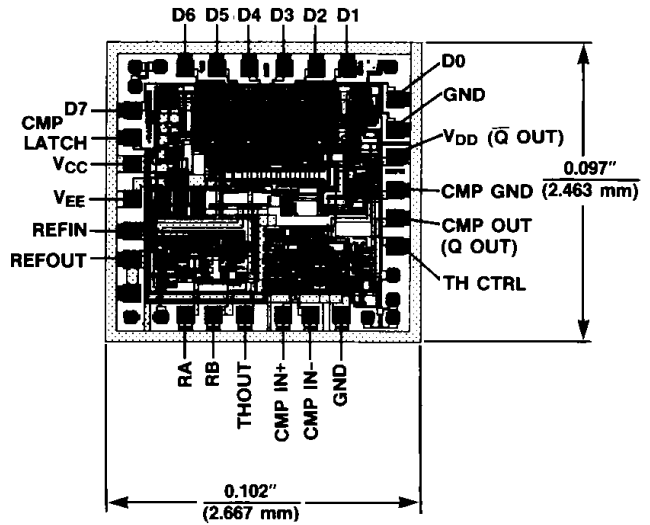 D6 D5 D4 D3 D2 D1
D7
CMP
LATCH
VCC
VEE
REFIN
REFOUT
D0
GND
VDD (Q̅ OUT)
CMP GND
CMP OUT
(Q OUT)
TH CTRL
0.097"
(2.463 mm)
RA
RB
THOUT
CMP IN+
CMP IN-
GND
0.102"
(2.667 mm)